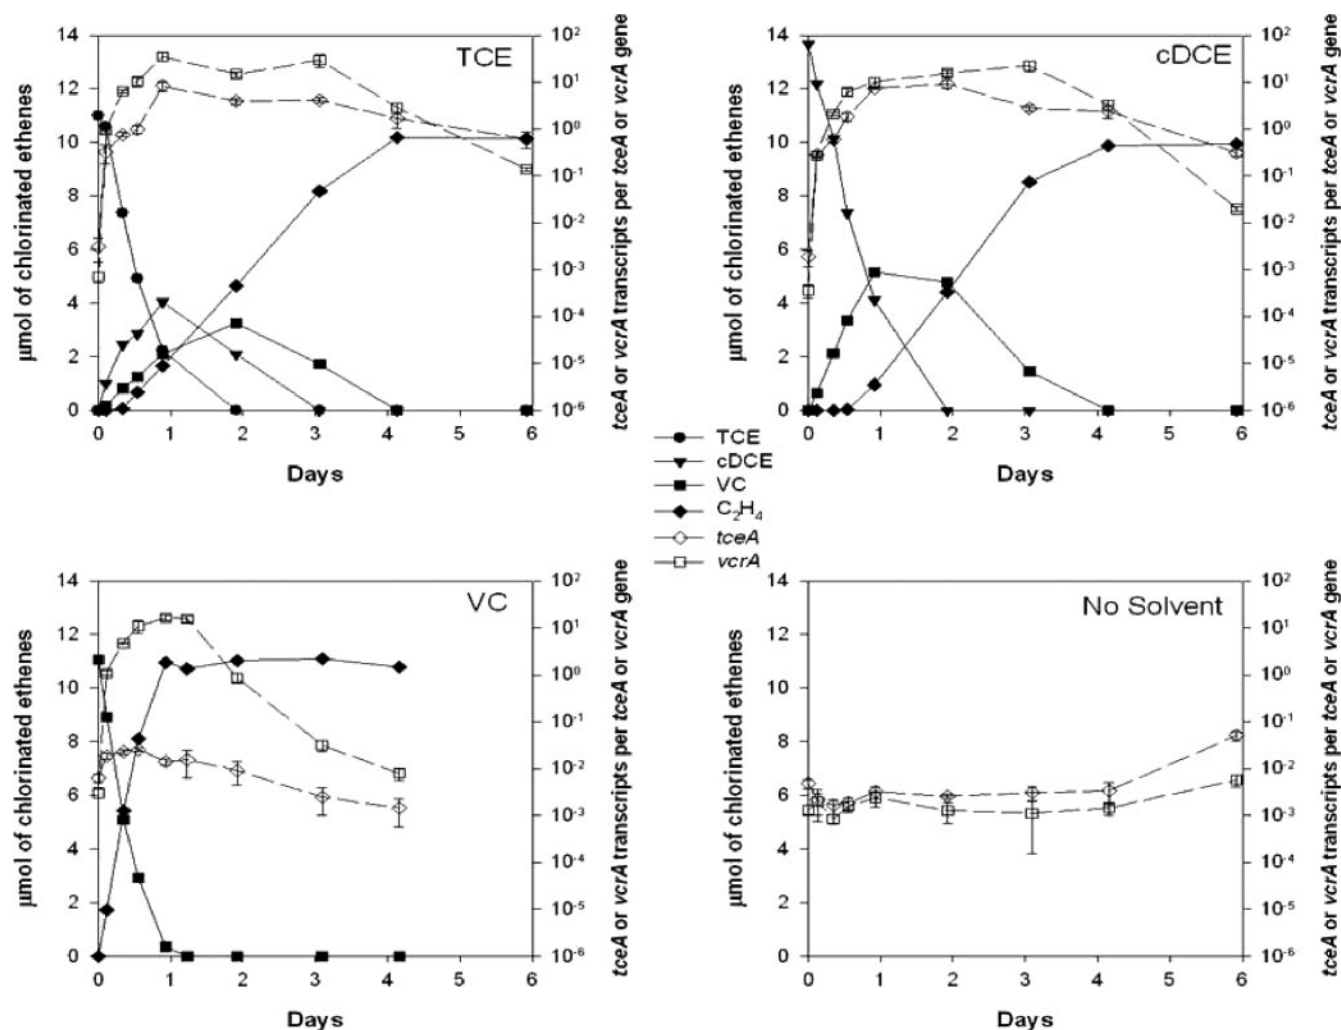 TCE
14
12
10
8
6
4
2
0
µmol of chlorinated ethenes
10²
10¹
10⁰
10⁻¹
10⁻²
10⁻³
10⁻⁴
10⁻⁵
10⁻⁶
tceA or vcrA transcripts per tceA or vcrA gene
0 1 2 3 4 5 6
Days
cDCE
14
12
10
8
6
4
2
0
µmol of chlorinated ethenes
10²
10¹
10⁰
10⁻¹
10⁻²
10⁻³
10⁻⁴
10⁻⁵
10⁻⁶
tceA or vcrA transcripts per tceA or vcrA gene
0 1 2 3 4 5 6
Days
TCE
cDCE
VC
C₂H₄
tceA
vcrA
VC
14
12
10
8
6
4
2
0
µmol of chlorinated ethenes
10²
10¹
10⁰
10⁻¹
10⁻²
10⁻³
10⁻⁴
10⁻⁵
10⁻⁶
tceA or vcrA transcripts per tceA or vcrA gene
0 1 2 3 4 5 6
Days
No Solvent
14
12
10
8
6
4
2
0
µmol of chlorinated ethenes
10²
10¹
10⁰
10⁻¹
10⁻²
10⁻³
10⁻⁴
10⁻⁵
10⁻⁶
tceA or vcrA transcripts per tceA or vcrA gene
0 1 2 3 4 5 6
Days